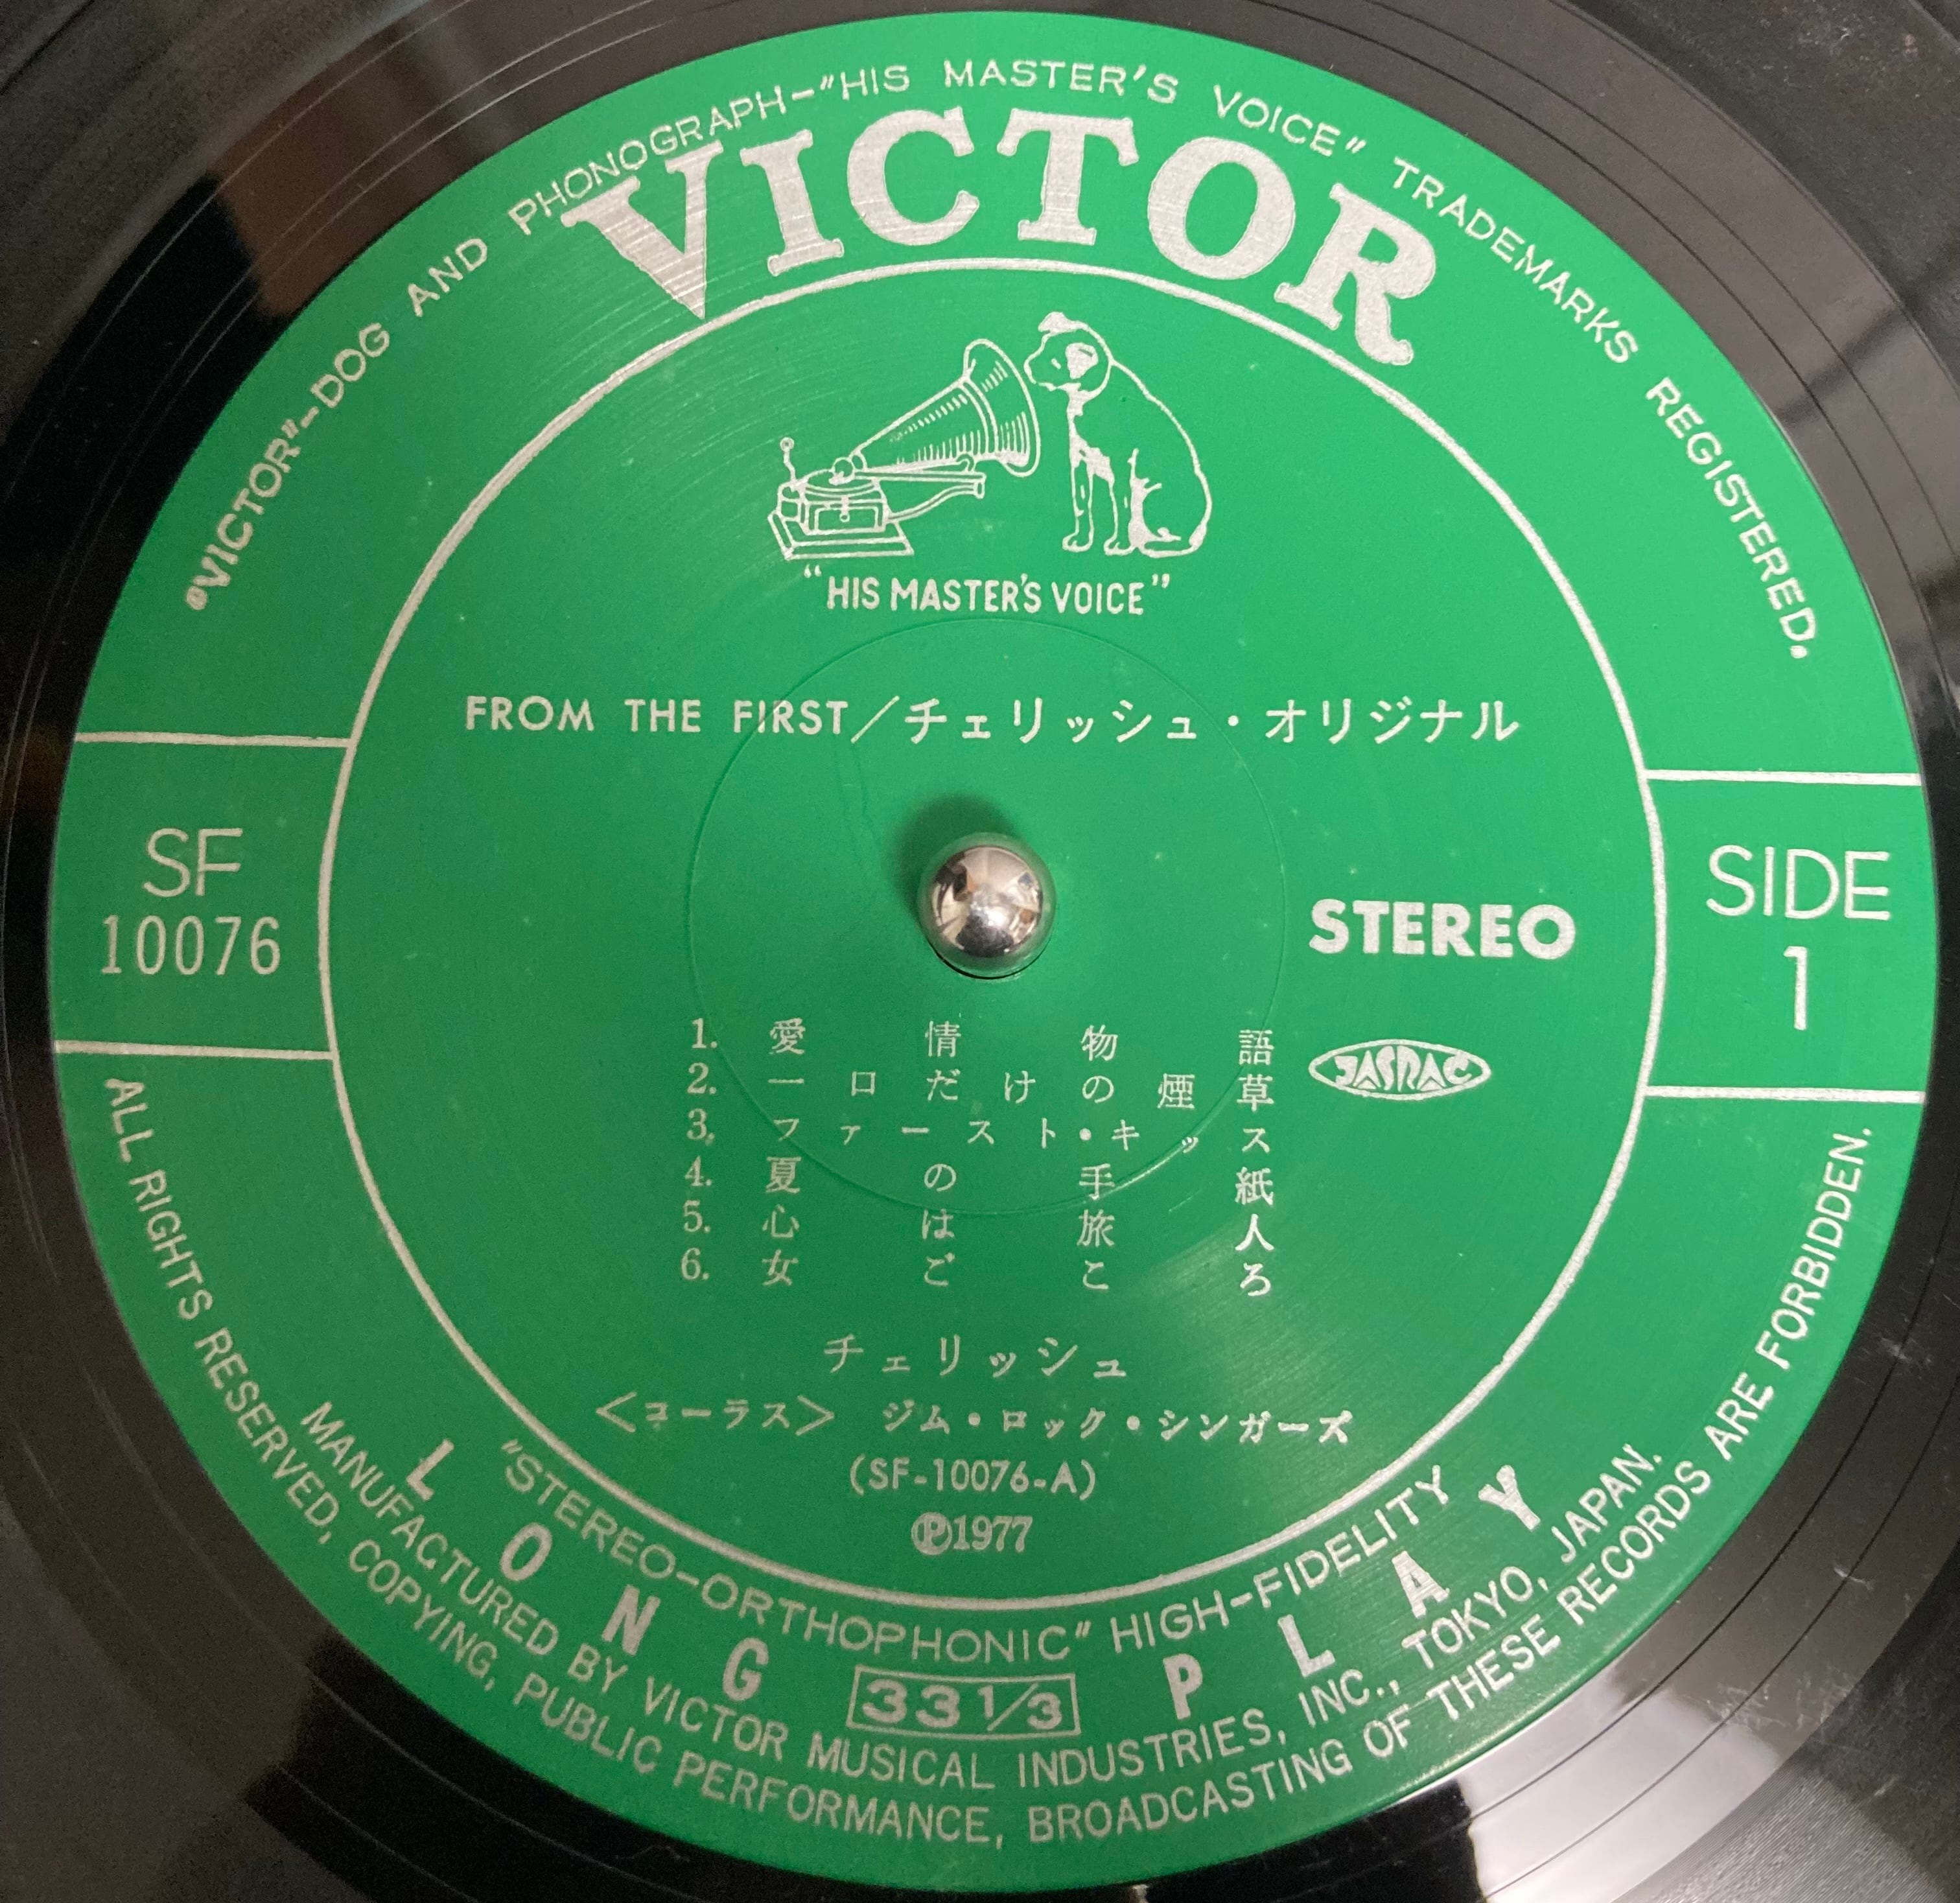 "VICTOR"-DOG AND PHONOGRAPH-"HIS MASTER'S VOICE" TRADEMARKS REGISTERED.
VICTOR
"HIS MASTER'S VOICE"
FROM THE FIRST/チェリッシュ・オリジナル
SF
10076
STEREO
SIDE
1
JASRAC
1. 愛情物語
2. 一口だけの煙草
3. ファースト・キッス
4. 夏の手紙
5. 心は旅人
6. 女ごころ
チェリッシュ
<コーラス> ジム・ロック・シンガーズ
(SF-10076-A)
℗1977
"STEREO-ORTHOPHONIC" HIGH-FIDELITY
LONG PLAY
33 1/3
MANUFACTURED BY VICTOR MUSICAL INDUSTRIES, INC., TOKYO, JAPAN.
ALL RIGHTS RESERVED, COPYING, PUBLIC PERFORMANCE, BROADCASTING OF THESE RECORDS ARE FORBIDDEN.